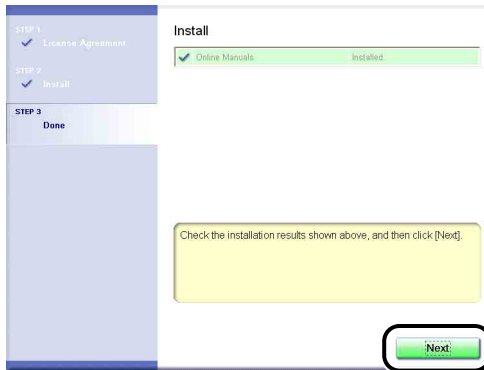 STEP 1
License Agreement
STEP 2
Install
STEP 3
Done
Install
Online Manuals Installed.
Check the installation results shown above, and then click [Next].
Next